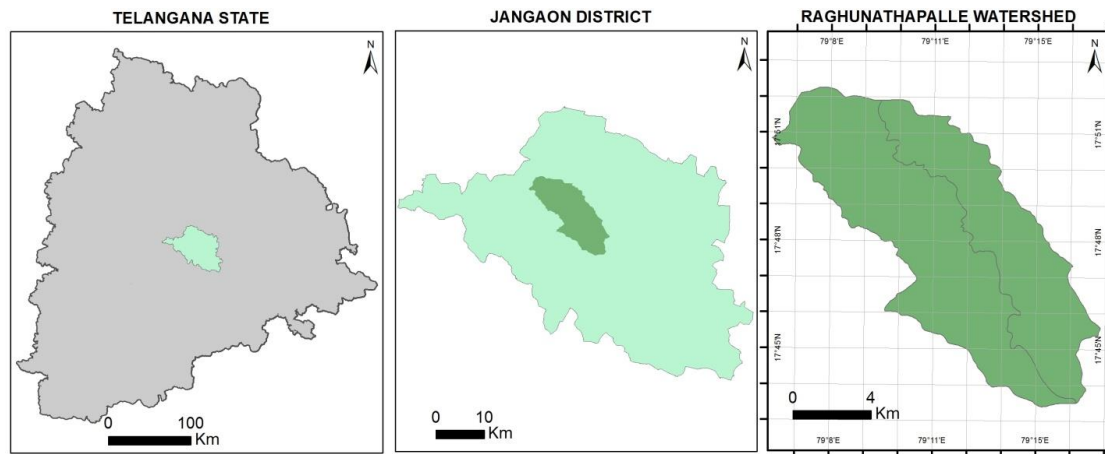 TELANGANA STATE
N
0
100
Km
JANGAON DISTRICT
N
0
10
Km
RAGHUNATHAPALLE WATERSHED
79°8'E
79°11'E
79°15'E
N
17°51'N
17°51'N
17°48'N
17°48'N
17°45'N
17°45'N
0
4
Km
79°8'E
79°11'E
79°15'E